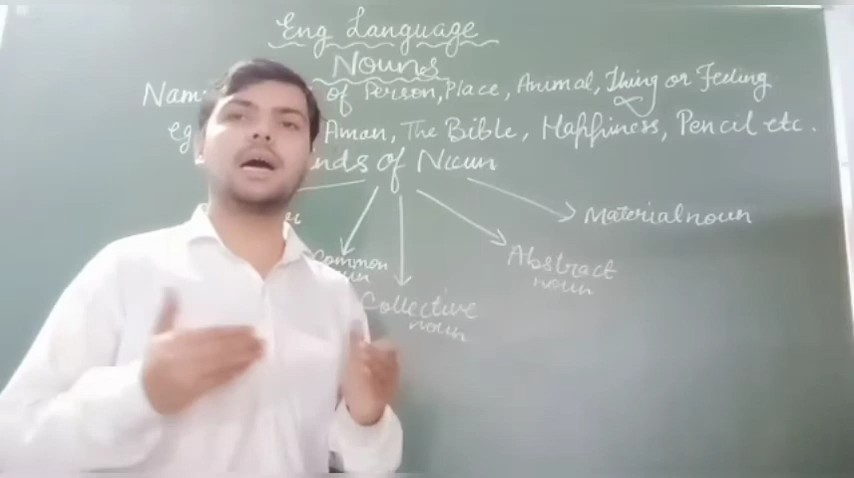 Eng Language
Nouns
Nam of Person, Place, Animal, Thing or Feeling
eg Aman, The Bible, Happiness, Pencil etc.
nds of Noun
Material noun
Abstract
noun
Common
oun
Collective
noun